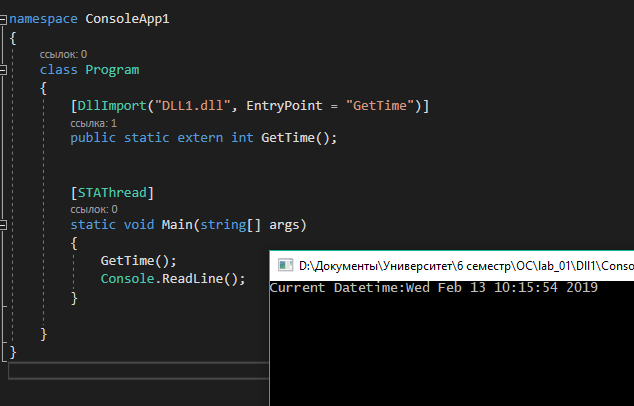 namespace ConsoleApp1
{
ссылок: 0
class Program
{
[DllImport("DLL1.dll", EntryPoint = "GetTime")]
ссылка: 1
public static extern int GetTime();
[STAThread]
ссылок: 0
static void Main(string[] args)
{
GetTime();
Console.ReadLine();
}
}
}
D:\Документы\Университет\6 семестр\ОС\lab_01\Dll1\Conso
Current Datetime:Wed Feb 13 10:15:54 2019